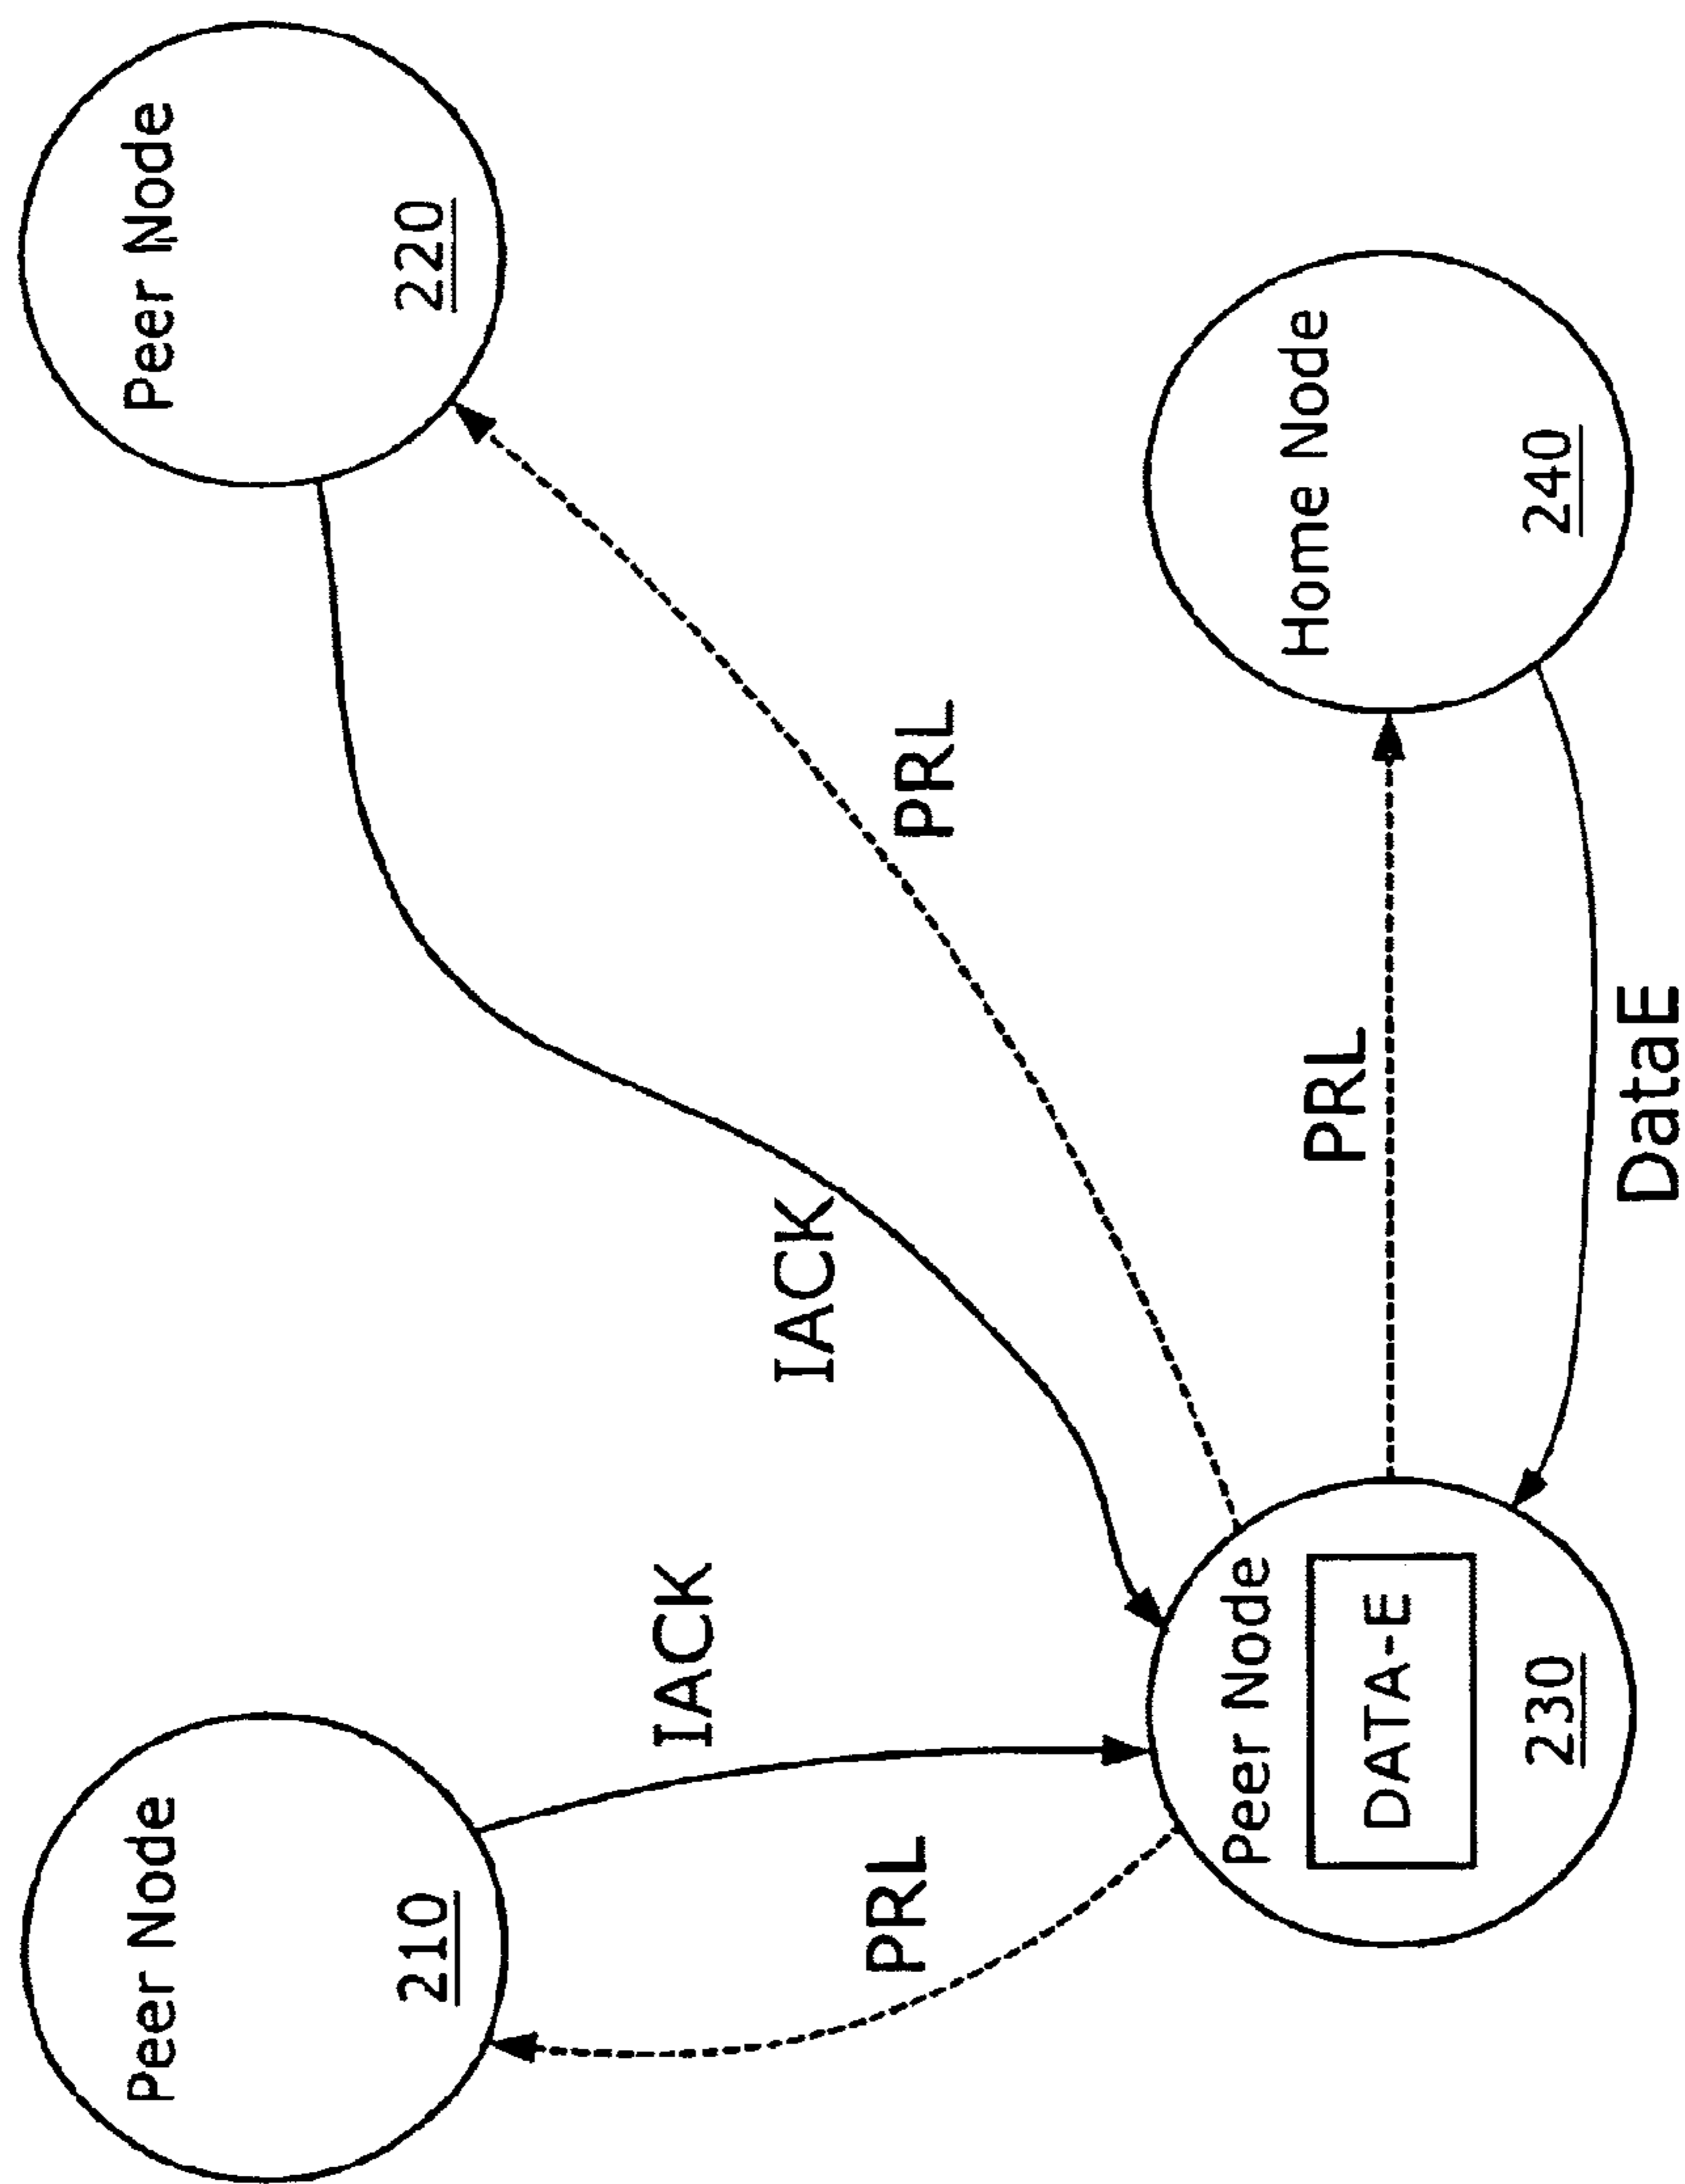 Peer Node
210
Peer Node
220
IACK
IACK
PRL
PRL
PRL
Peer Node
DATA-E
230
Home Node
240
DataE